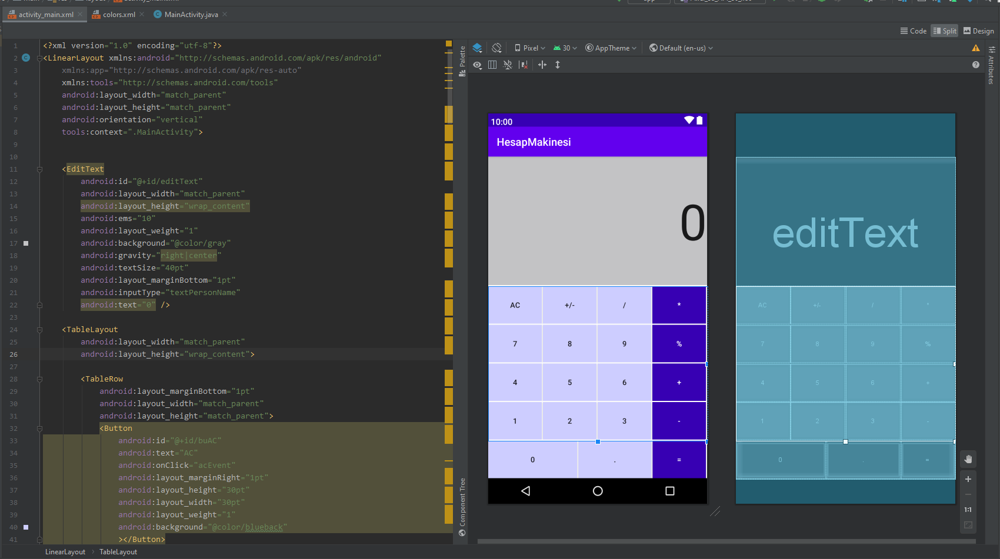 activity_main.xml
colors.xml
MainActivity.java
Code
Split
Design
1 <?xml version="1.0" encoding="utf-8"?>
2 <LinearLayout xmlns:android="http://schemas.android.com/apk/res/android"
3 xmlns:app="http://schemas.android.com/apk/res-auto"
4 xmlns:tools="http://schemas.android.com/tools"
5 android:layout_width="match_parent"
6 android:layout_height="match_parent"
7 android:orientation="vertical"
8 tools:context=".MainActivity">
9
10
11 <EditText
12 android:id="@+id/editText"
13 android:layout_width="match_parent"
14 android:layout_height="wrap_content"
15 android:ems="10"
16 android:layout_weight="1"
17 android:background="@color/gray"
18 android:gravity="right|center"
19 android:textSize="40pt"
20 android:layout_marginBottom="1pt"
21 android:inputType="textPersonName"
22 android:text="0" />
23
24 <TableLayout
25 android:layout_width="match_parent"
26 android:layout_height="wrap_content">
27
28 <TableRow
29 android:layout_marginBottom="1pt"
30 android:layout_width="match_parent"
31 android:layout_height="match_parent">
32 <Button
33 android:id="@+id/buAC"
34 android:text="AC"
35 android:onClick="acEvent"
36 android:layout_marginRight="1pt"
37 android:layout_height="30pt"
38 android:layout_width="30pt"
39 android:layout_weight="1"
40 android:background="@color/blueback"
41 ></Button>
LinearLayout
TableLayout
Palette
Component Tree
Pixel
30
AppTheme
Default (en-us)
Attributes
10:00
HesapMakinesi
0
AC +/- / *
7 8 9 %
4 5 6 +
1 2 3 -
0 . =
editText
AC +/- / *
7 8 9 %
4 5 6 +
1 2 3 -
0 . =
1:1